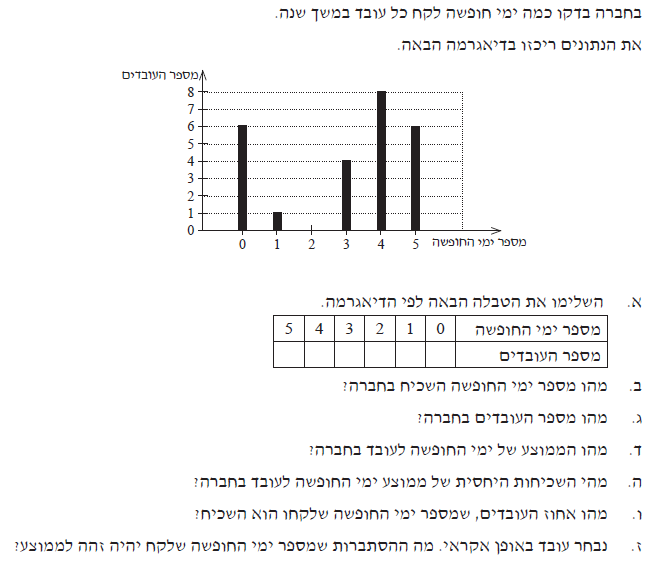 בחברה בדקו כמה ימי חופשה לקח כל עובד במשך שנה.
את הנתונים ריכזו בדיאגרמה הבאה.
מספר העובדים
8
7
6
5
4
3
2
1
0
0 1 2 3 4 5 מספר ימי החופשה
א. השלימו את הטבלה הבאה לפי הדיאגרמה.
מספר ימי החופשה 0 1 2 3 4 5
מספר העובדים
ב. מהו מספר ימי החופשה השכיח בחברה?
ג. מהו מספר העובדים בחברה?
ד. מהו הממוצע של ימי החופשה לעובד בחברה?
ה. מהי השכיחות היחסית של ממוצע ימי החופשה לעובד בחברה?
ו. מהו אחוז העובדים, שמספר ימי החופשה שלקחו הוא השכיח?
ז. נבחר עובד באופן אקראי. מה ההסתברות שמספר ימי החופשה שלקח יהיה זהה לממוצע?